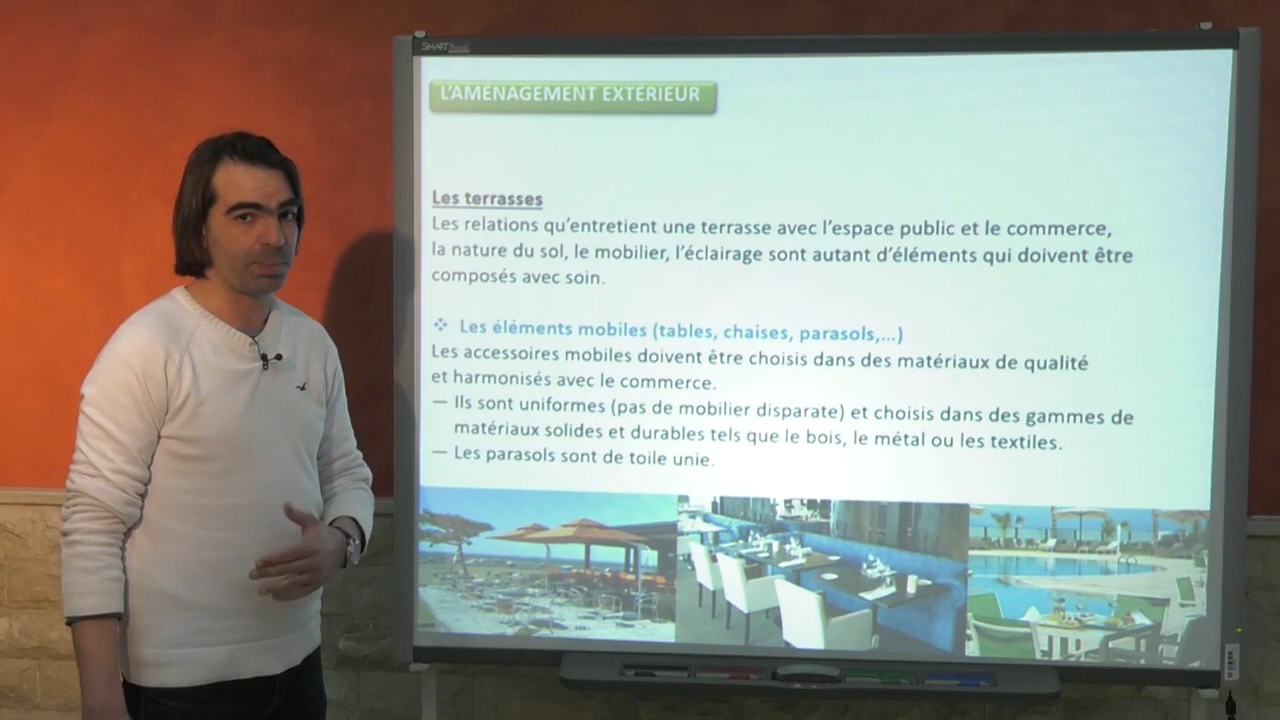 SMART Board
L'AMÉNAGEMENT EXTÉRIEUR
Les terrasses
Les relations qu'entretient une terrasse avec l'espace public et le commerce,
la nature du sol, le mobilier, l'éclairage sont autant d'éléments qui doivent être
composés avec soin.
❖ Les éléments mobiles (tables, chaises, parasols,...)
Les accessoires mobiles doivent être choisis dans des matériaux de qualité
et harmonisés avec le commerce.
— Ils sont uniformes (pas de mobilier disparate) et choisis dans des gammes de
matériaux solides et durables tels que le bois, le métal ou les textiles.
— Les parasols sont de toile unie.